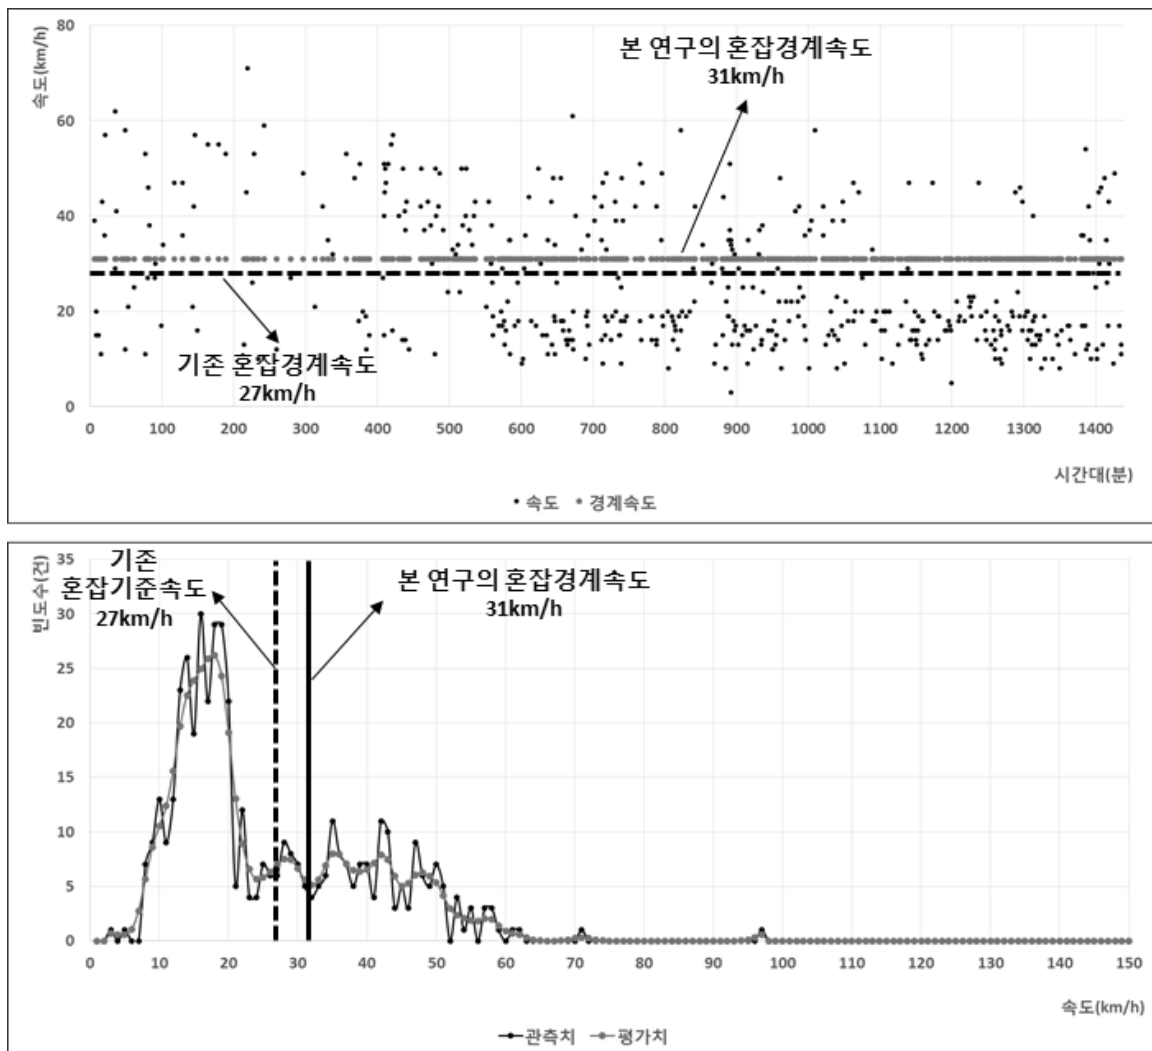 80
60
40
20
0
속도(km/h)
본 연구의 혼잡경계속도
31km/h
기존 혼잡경계속도
27km/h
0 100 200 300 400 500 600 700 800 900 1000 1100 1200 1300 1400
시간대(분)
속도 경계속도
35
30
25
20
15
10
5
0
빈도수(건)
기존
혼잡기준속도
27km/h
본 연구의 혼잡경계속도
31km/h
0 10 20 30 40 50 60 70 80 90 100 110 120 130 140 150
속도(km/h)
관측치 평가치